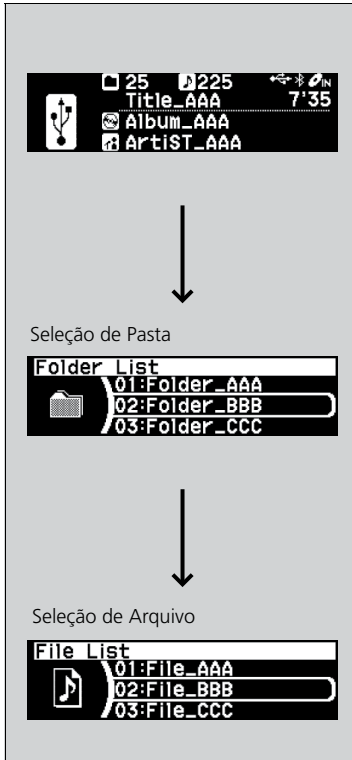 25 225 IN
Title_AAA 7'35
Album_AAA
ArtiST_AAA
Seleção de Pasta
Folder List
01:Folder_AAA
02:Folder_BBB
03:Folder_CCC
Seleção de Arquivo
File List
01:File_AAA
02:File_BBB
03:File_CCC